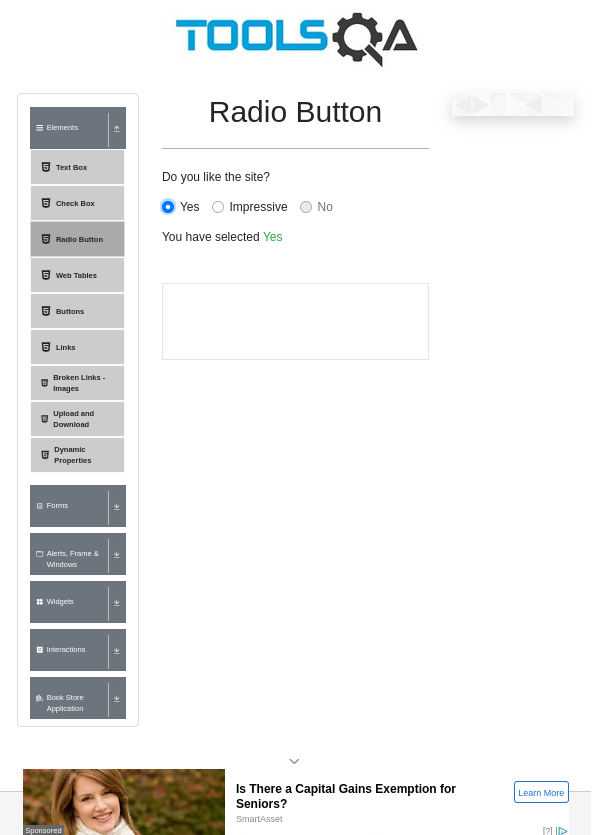 TOOLSQA
Radio Button
Elements
Text Box
Check Box
Radio Button
Web Tables
Buttons
Links
Broken Links -
Images
Upload and
Download
Dynamic
Properties
Forms
Alerts, Frame &
Windows
Widgets
Interactions
Book Store
Application
Do you like the site?
Yes Impressive No
You have selected Yes
Is There a Capital Gains Exemption for
Seniors?
SmartAsset
Learn More
Sponsored
[?]